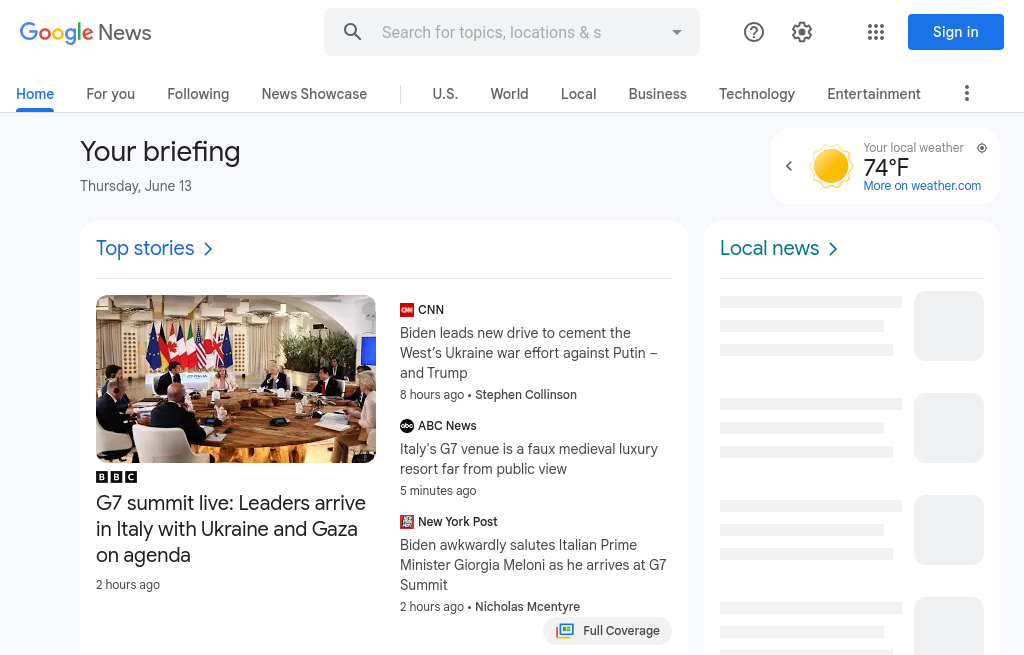 Google News
Search for topics, locations & s
Sign in
Home
For you
Following
News Showcase
U.S.
World
Local
Business
Technology
Entertainment
Your briefing
Thursday, June 13
Your local weather
74°F
More on weather.com
Top stories
BBC
G7 summit live: Leaders arrive
in Italy with Ukraine and Gaza
on agenda
2 hours ago
CNN
Biden leads new drive to cement the
West’s Ukraine war effort against Putin –
and Trump
8 hours ago • Stephen Collinson
abc ABC News
Italy's G7 venue is a faux medieval luxury
resort far from public view
5 minutes ago
New York Post
Biden awkwardly salutes Italian Prime
Minister Giorgia Meloni as he arrives at G7
Summit
2 hours ago • Nicholas Mcentyre
Full Coverage
Local news